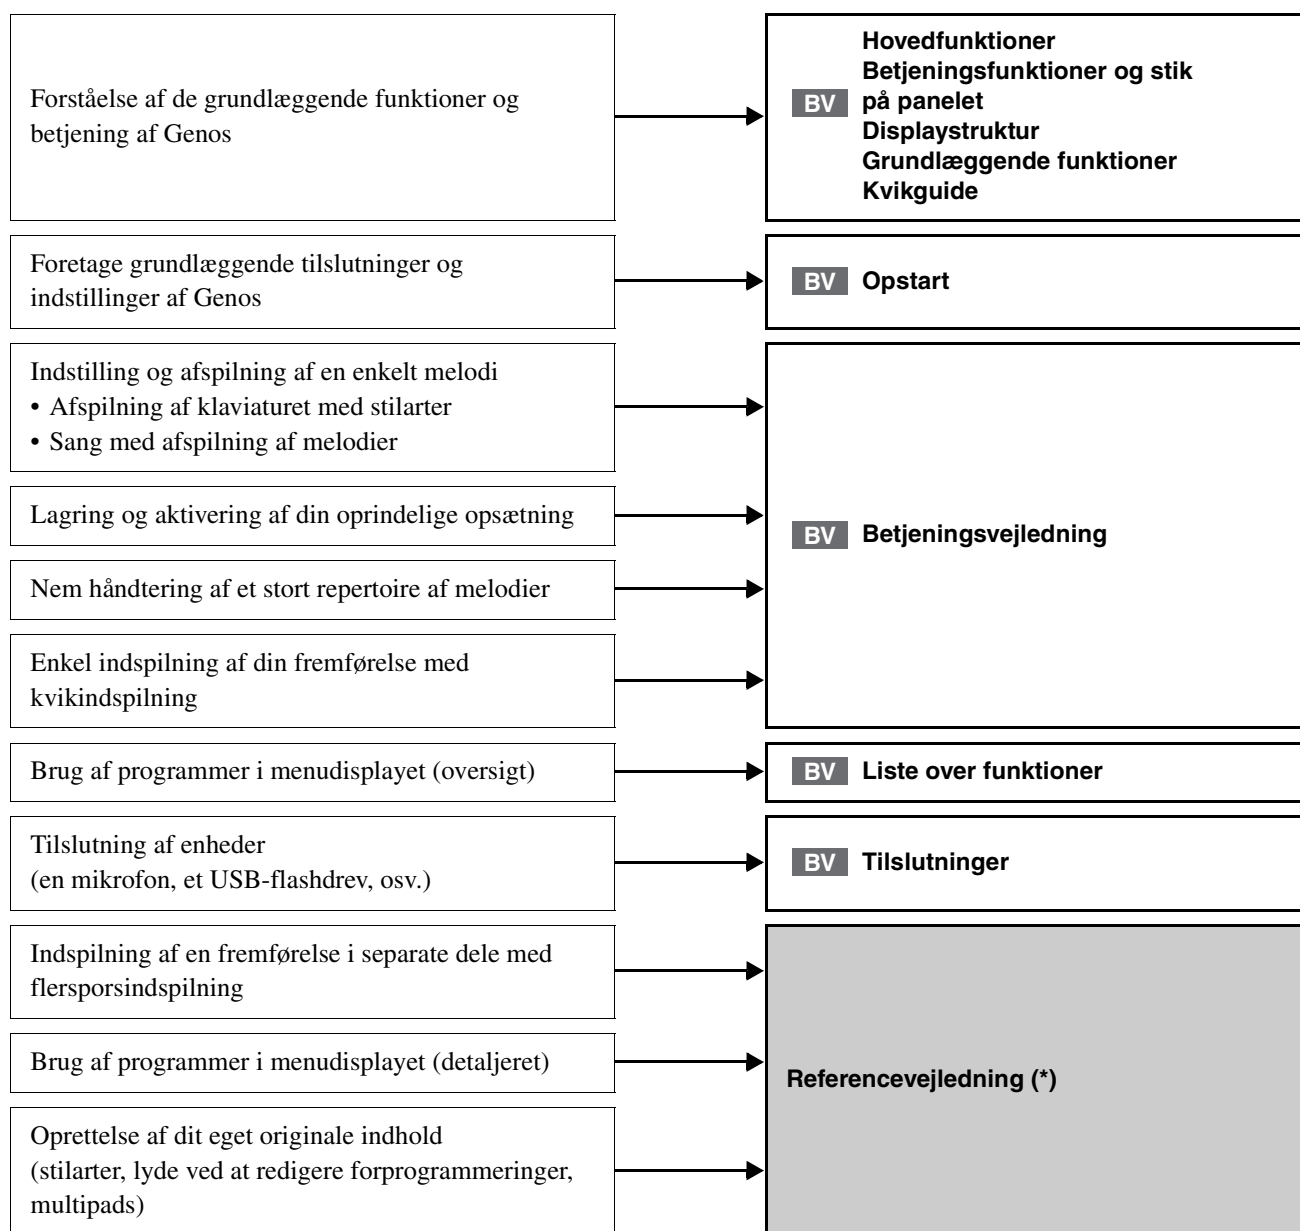 Forståelse af de grundlæggende funktioner og
betjening af Genos
BV
Hovedfunktioner
Betjeningsfunktioner og stik
på panelet
Displaystruktur
Grundlæggende funktioner
Kvikguide
Foretage grundlæggende tilslutninger og
indstillinger af Genos
BV Opstart
Indstilling og afspilning af en enkelt melodi
• Afspilning af klaviaturet med stilarter
• Sang med afspilning af melodier
Lagring og aktivering af din oprindelige opsætning
Nem håndtering af et stort repertoire af melodier
Enkel indspilning af din fremførelse med
kvikindspilning
BV Betjeningsvejledning
Brug af programmer i menudisplayet (oversigt)
BV Liste over funktioner
Tilslutning af enheder
(en mikrofon, et USB-flashdrev, osv.)
BV Tilslutninger
Indspilning af en fremførelse i separate dele med
flersporsindspilning
Brug af programmer i menudisplayet (detaljeret)
Oprettelse af dit eget originale indhold
(stilarter, lyde ved at redigere forprogrammeringer,
multipads)
Referencevejledning (*)